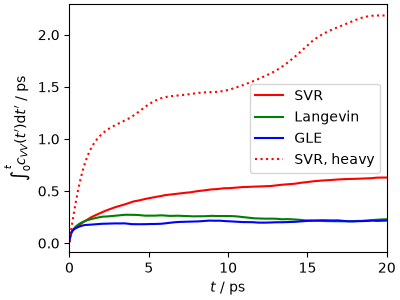 2.0
1.5
1.0
0.5
0.0
∫₀ᵗ c_VV(t′)dt′ / ps
SVR
Langevin
GLE
SVR, heavy
0 5 10 15 20
t / ps